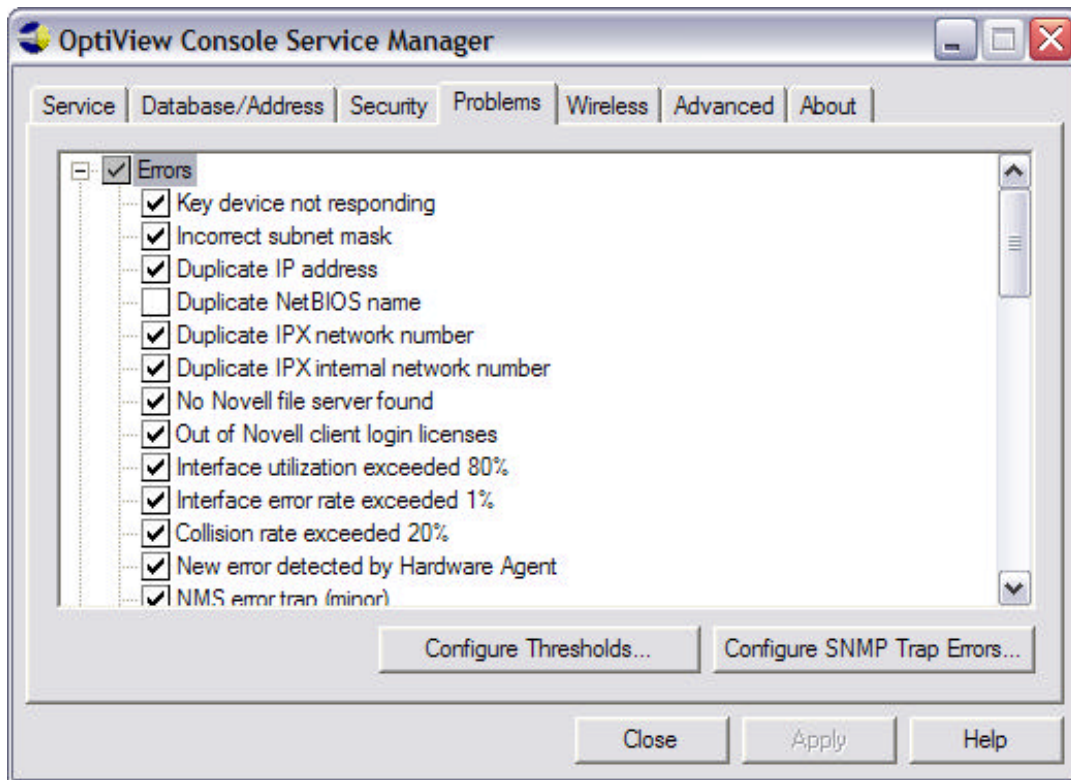 OptiView Console Service Manager
Service Database/Address Security Problems Wireless Advanced About
Errors
Key device not responding
Incorrect subnet mask
Duplicate IP address
Duplicate NetBIOS name
Duplicate IPX network number
Duplicate IPX internal network number
No Novell file server found
Out of Novell client login licenses
Interface utilization exceeded 80%
Interface error rate exceeded 1%
Collision rate exceeded 20%
New error detected by Hardware Agent
NMS error trap (minor)
Configure Thresholds... Configure SNMP Trap Errors...
Close Apply Help